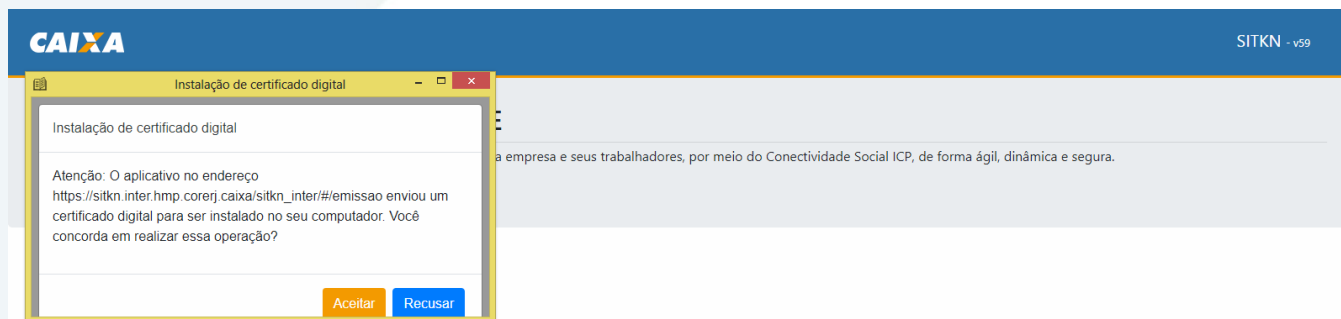 CAIXA
SITKN - v59
Instalação de certificado digital
E
Instalação de certificado digital
a empresa e seus trabalhadores, por meio do Conectividade Social ICP, de forma ágil, dinâmica e segura.
Atenção: O aplicativo no endereço
https://sitkn.inter.hmp.corerj.caixa/sitkn_inter/#/emissao enviou um
certificado digital para ser instalado no seu computador. Você
concorda em realizar essa operação?
Aceitar Recusar